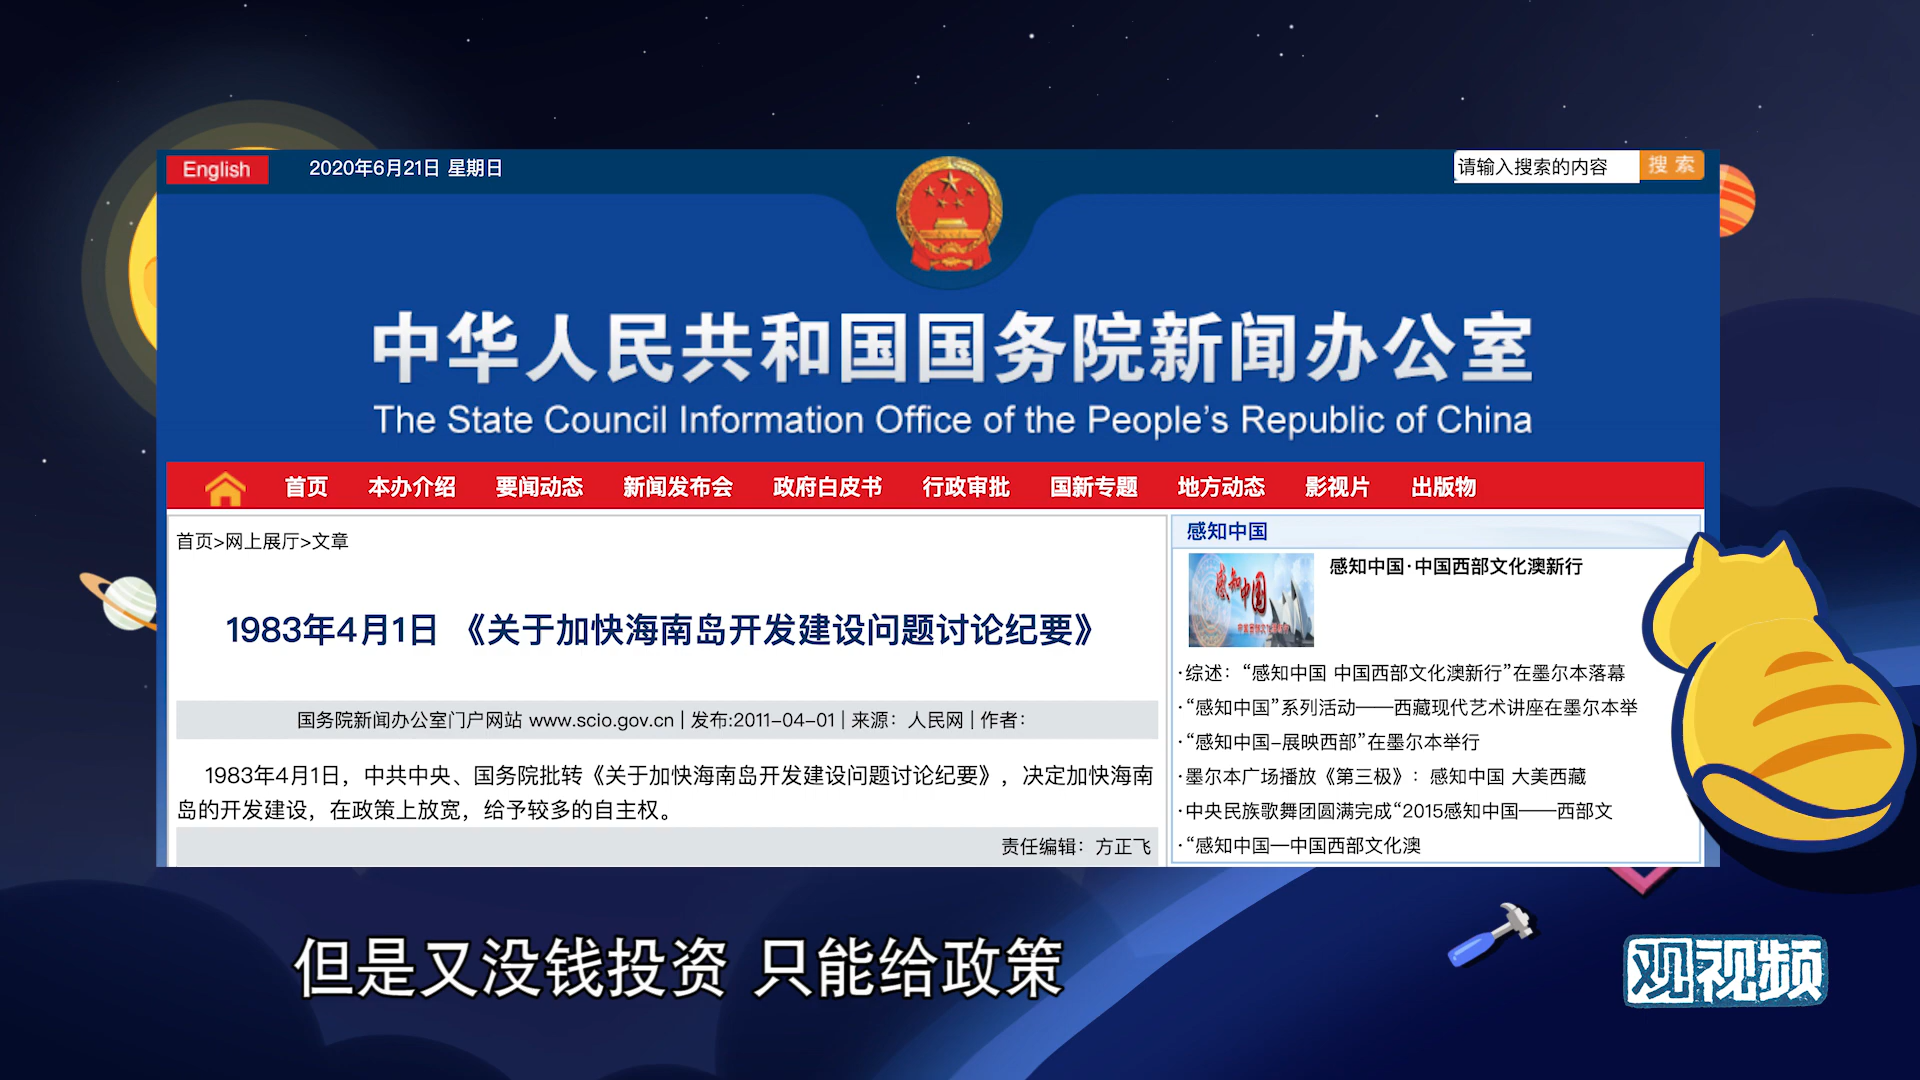 English
2020年6月21日 星期日
请输入搜索的内容
搜索
中华人民共和国国务院新闻办公室
The State Council Information Office of the People's Republic of China
首页 本办介绍 要闻动态 新闻发布会 政府白皮书 行政审批 国新专题 地方动态 影视片 出版物
首页>网上展厅>文章
1983年4月1日 《关于加快海南岛开发建设问题讨论纪要》
国务院新闻办公室门户网站 www.scio.gov.cn | 发布:2011-04-01 | 来源：人民网 | 作者：
1983年4月1日，中共中央、国务院批转《关于加快海南岛开发建设问题讨论纪要》，决定加快海南
岛的开发建设，在政策上放宽，给予较多的自主权。
责任编辑：方正飞
感知中国
感知中国
感知中国·中国西部文化澳新行
·综述：“感知中国 中国西部文化澳新行”在墨尔本落幕
·“感知中国”系列活动——西藏现代艺术讲座在墨尔本举
·“感知中国-展映西部”在墨尔本举行
·墨尔本广场播放《第三极》：感知中国 大美西藏
·中央民族歌舞团圆满完成“2015感知中国——西部文
·“感知中国—中国西部文化澳
但是又没钱投资 只能给政策
观视频